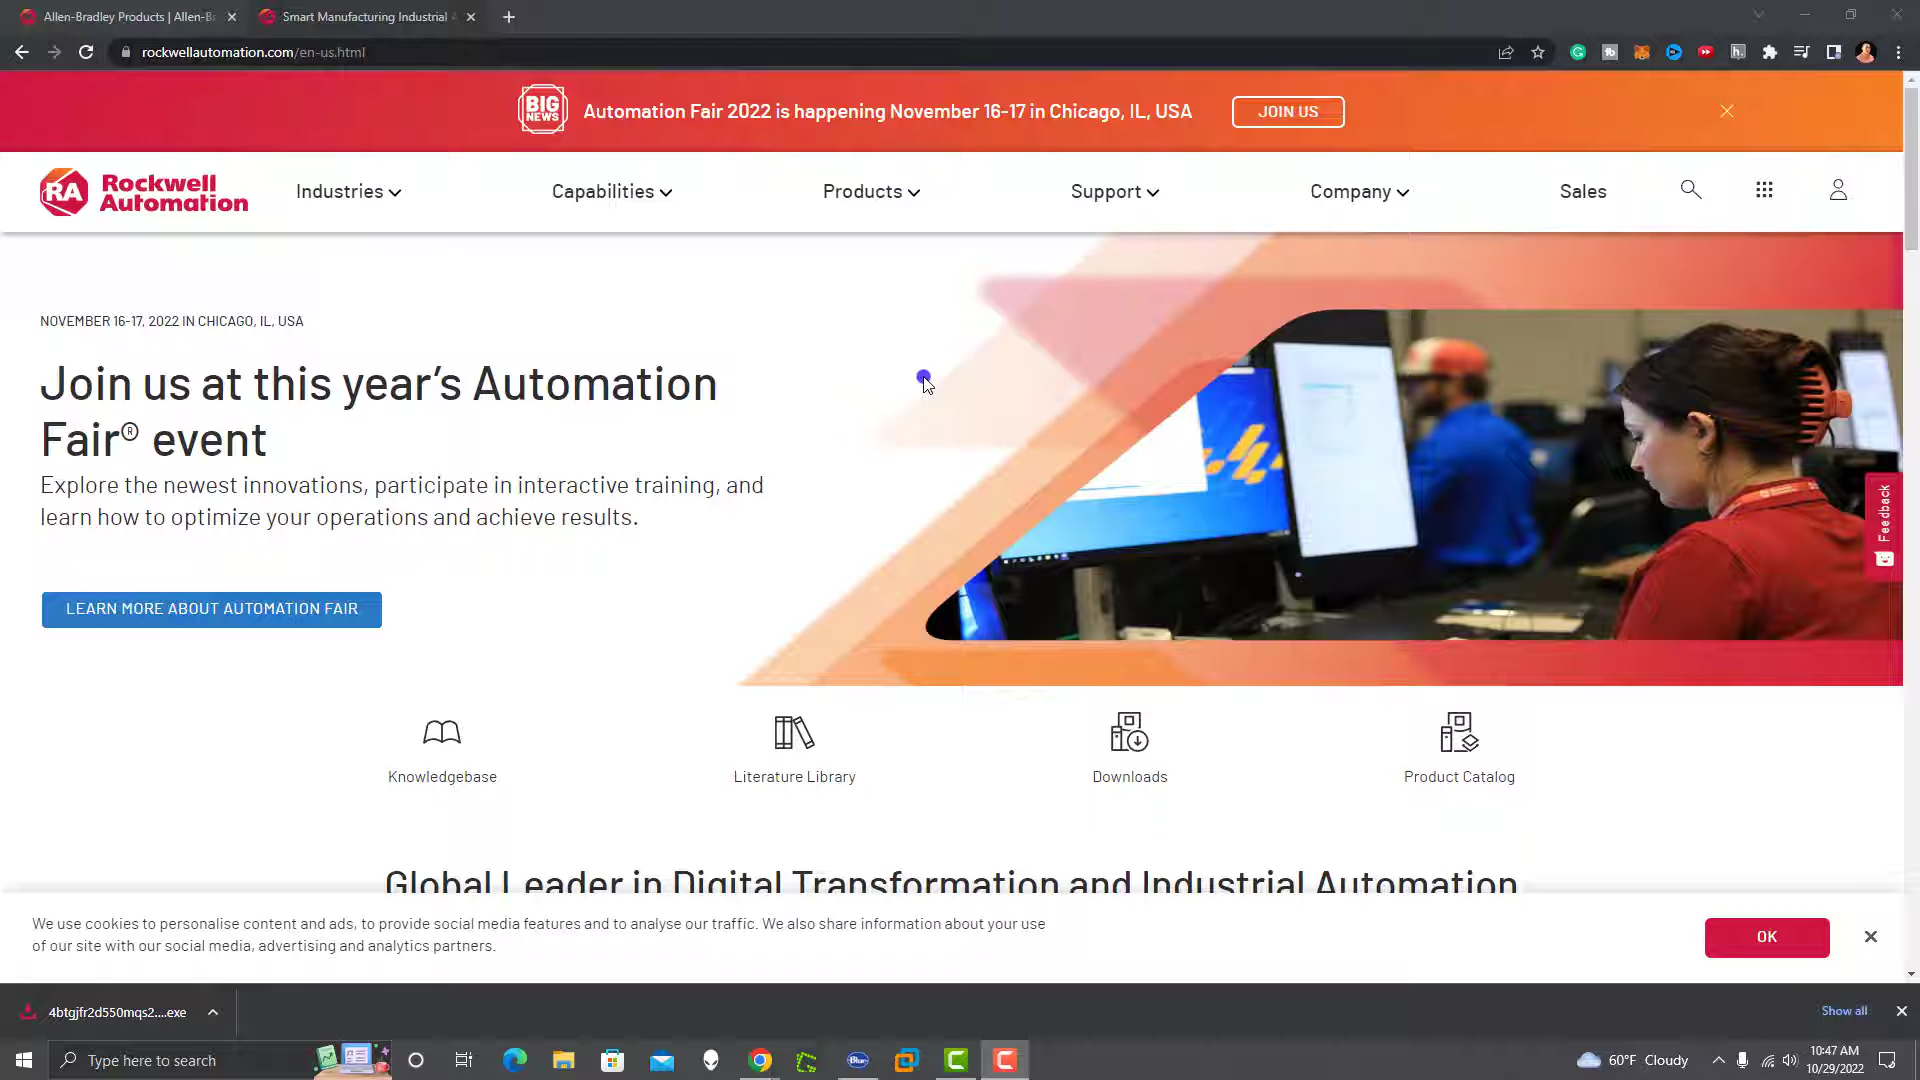 Allen-Bradley Products | Allen-B
Smart Manufacturing Industrial
rockwellautomation.com/en-us.html
BIG NEWS
Automation Fair 2022 is happening November 16-17 in Chicago, IL, USA
JOIN US
RA Rockwell Automation
Industries
Capabilities
Products
Support
Company
Sales
NOVEMBER 16-17, 2022 IN CHICAGO, IL, USA
Join us at this year's Automation
Fair® event
Explore the newest innovations, participate in interactive training, and
learn how to optimize your operations and achieve results.
LEARN MORE ABOUT AUTOMATION FAIR
Feedback
Knowledgebase
Literature Library
Downloads
Product Catalog
Global Leader in Digital Transformation and Industrial Automation
We use cookies to personalise content and ads, to provide social media features and to analyse our traffic. We also share information about your use
of our site with our social media, advertising and analytics partners.
OK
4btgjfr2d550mqs2....exe
Show all
Type here to search
Blue
60°F Cloudy
10:47 AM
10/29/2022